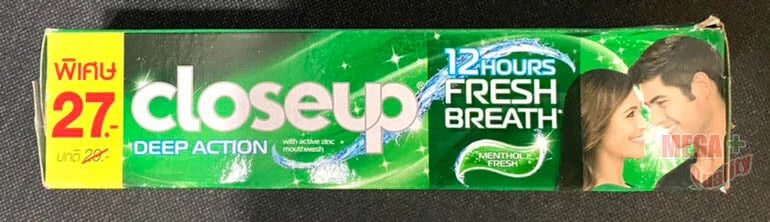 พิเศษ
27.-
ปกติ 29.-
closeup®
DEEP ACTION
with active zinc
mouthwash
12 HOURS
FRESH
BREATH*
MENTHOL
FRESH
MEGA+
Quality